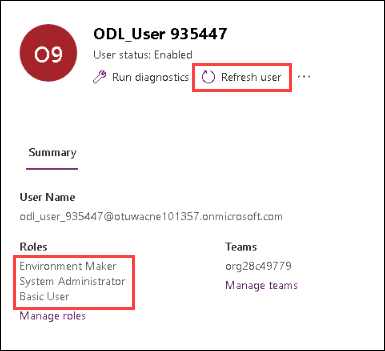 O9
ODL_User 935447
User status: Enabled
Run diagnostics Refresh user ...
Summary
User Name
odl_user_935447@otuwacne101357.onmicrosoft.com
Roles
Environment Maker
System Administrator
Basic User
Manage roles
Teams
org28c49779
Manage teams